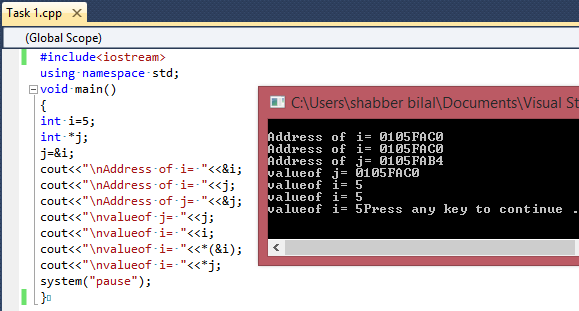 Task 1.cpp
(Global Scope)
#include<iostream>
using namespace std;
void main()
{
int i=5;
int *j;
j=&i;
cout<<"\nAddress of i= "<<&i;
cout<<"\nAddress of i= "<<j;
cout<<"\nAddress of j= "<<&j;
cout<<"\nvalueof j= "<<j;
cout<<"\nvalueof i= "<<i;
cout<<"\nvalueof i= "<<*(&i);
cout<<"\nvalueof i= "<<*j;
system("pause");
}
C:\Users\shabber bilal\Documents\Visual St
Address of i= 0105FAC0
Address of i= 0105FAC0
Address of j= 0105FAB4
valueof j= 0105FAC0
valueof i= 5
valueof i= 5
valueof i= 5Press any key to continue .